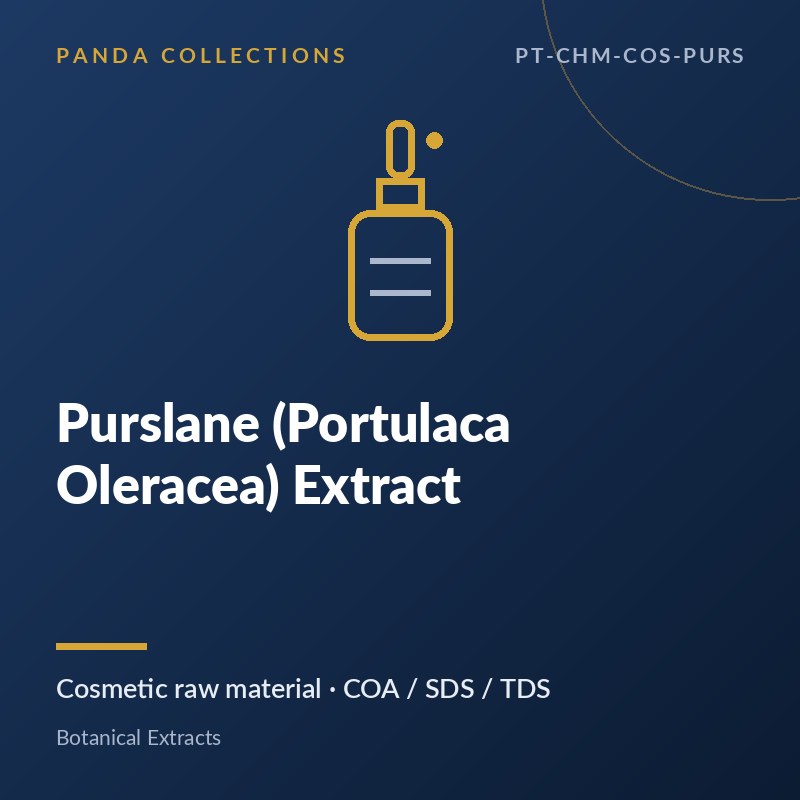 PANDA COLLECTIONS
PT-CHM-COS-PURS
Purslane (Portulaca
Oleracea) Extract
Cosmetic raw material · COA / SDS / TDS
Botanical Extracts